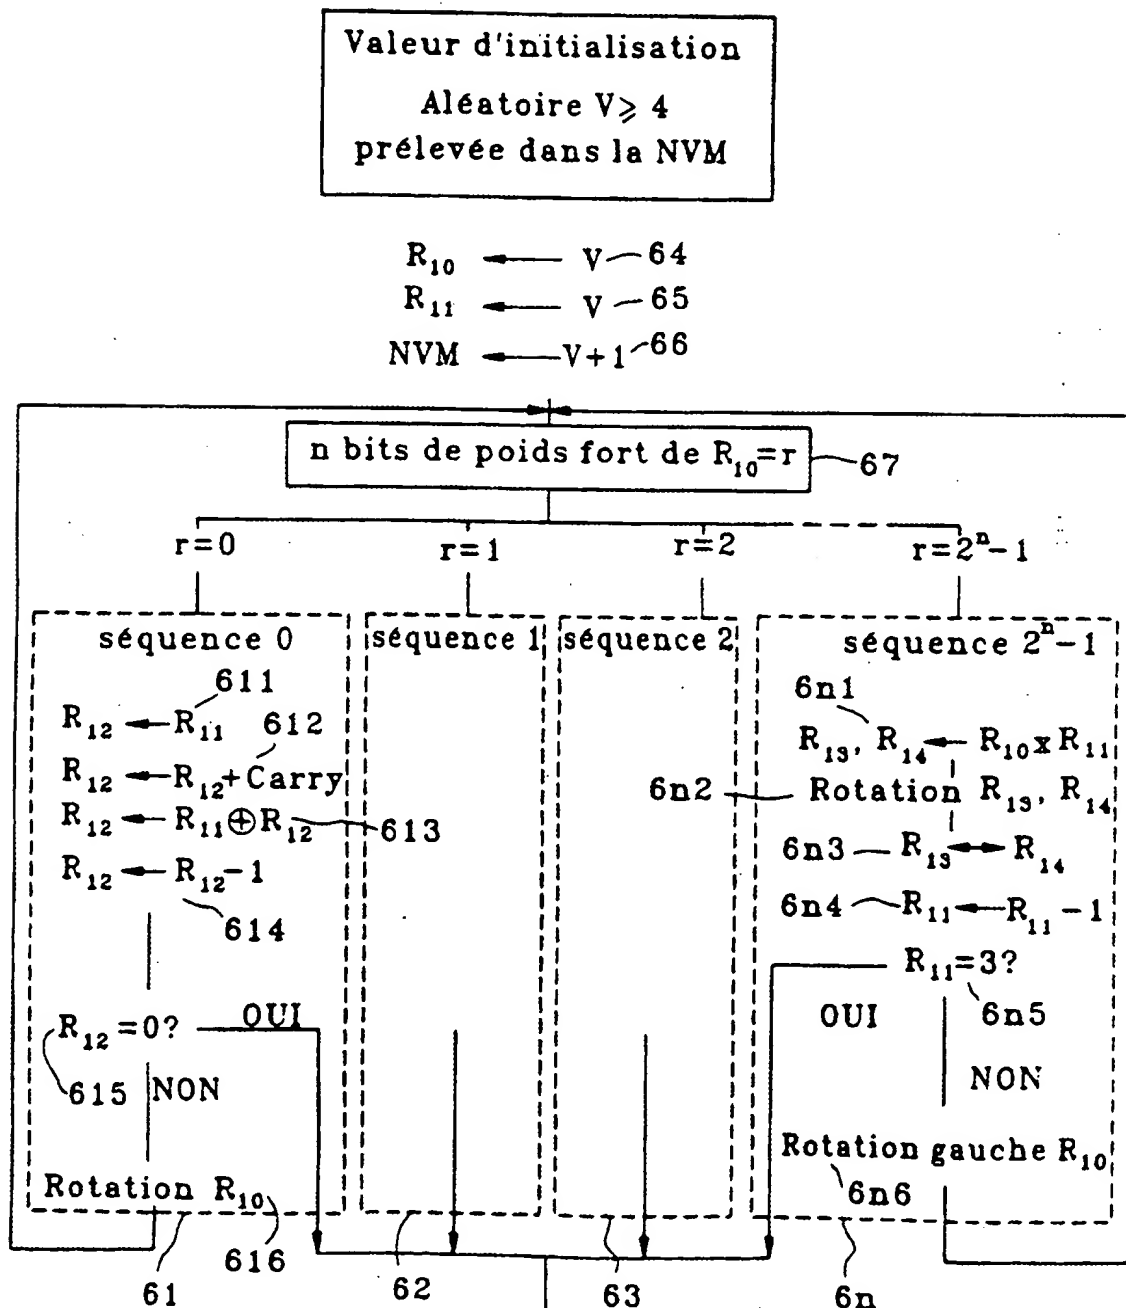 Valeur d'initialisation
Aléatoire V⩾ 4
prélevée dans la NVM
R₁₀ ← V 64
R₁₁ ← V 65
NVM ← V+1 66
n bits de poids fort de R₁₀=r 67
r=0 r=1 r=2 r=2ⁿ-1
séquence 0 séquence 1 séquence 2 séquence 2ⁿ-1
611
R₁₂ ← R₁₁
612
R₁₂ ← R₁₂+Carry
R₁₂ ← R₁₁⊕R₁₂ 613
R₁₂ ← R₁₂-1
614
R₁₂=0? OUI
615 NON
Rotation R₁₀
616
6n1
R₁₃, R₁₄ ← R₁₀xR₁₁
6n2 Rotation R₁₃, R₁₄
6n3 R₁₃ ↔ R₁₄
6n4 R₁₁ ← R₁₁-1
R₁₁=3?
OUI 6n5
NON
Rotation gauche R₁₀
6n6
61 62 63 6n